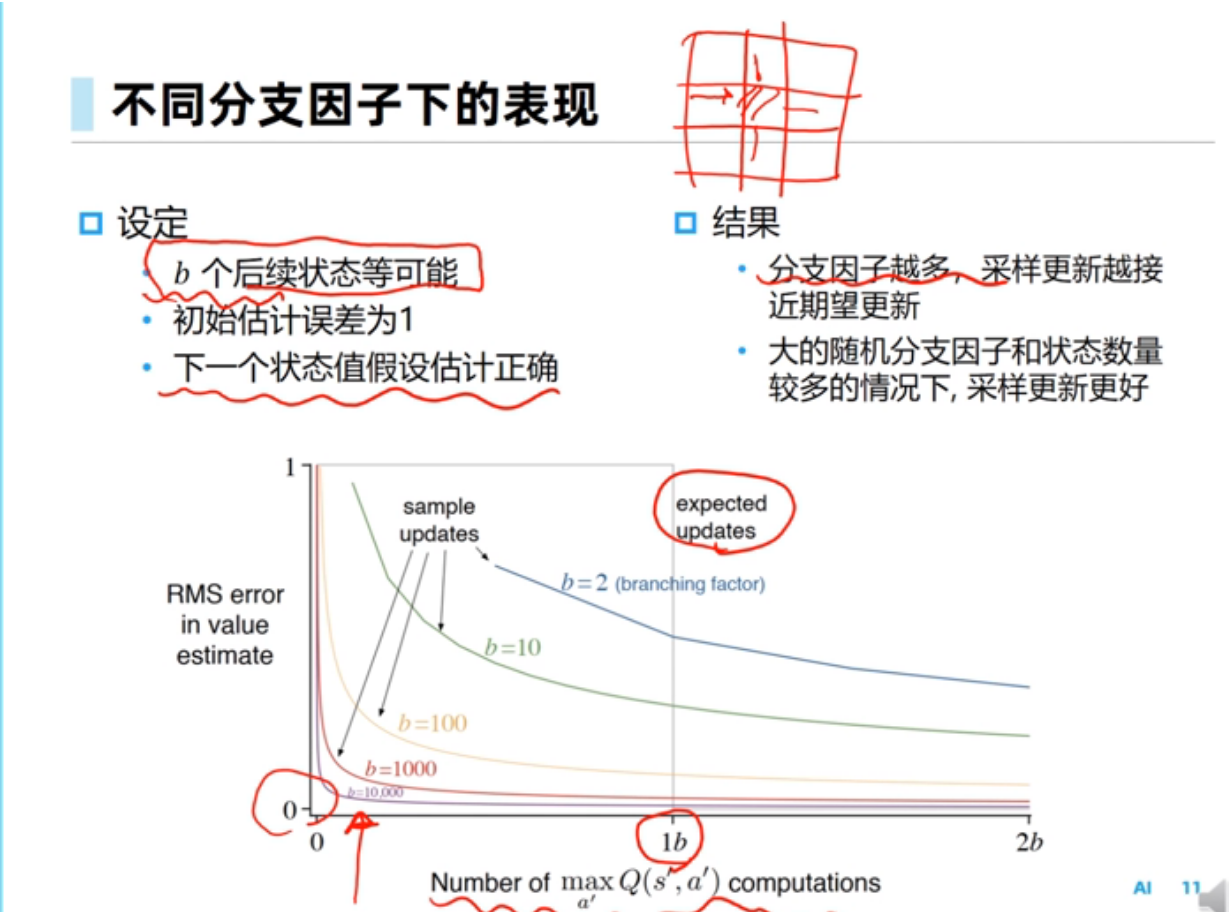 不同分支因子下的表现
设定
b 个后续状态等可能
初始估计误差为1
下一个状态值假设估计正确
结果
分支因子越多，采样更新越接
近期望更新
大的随机分支因子和状态数量
较多的情况下, 采样更新更好
1
sample
updates
expected
updates
b=2 (branching factor)
RMS error
in value
estimate
b=10
b=100
b=1000
b=10,000
0
0
1b
2b
Number of max Q(s′, a′) computations
a′
AI 11